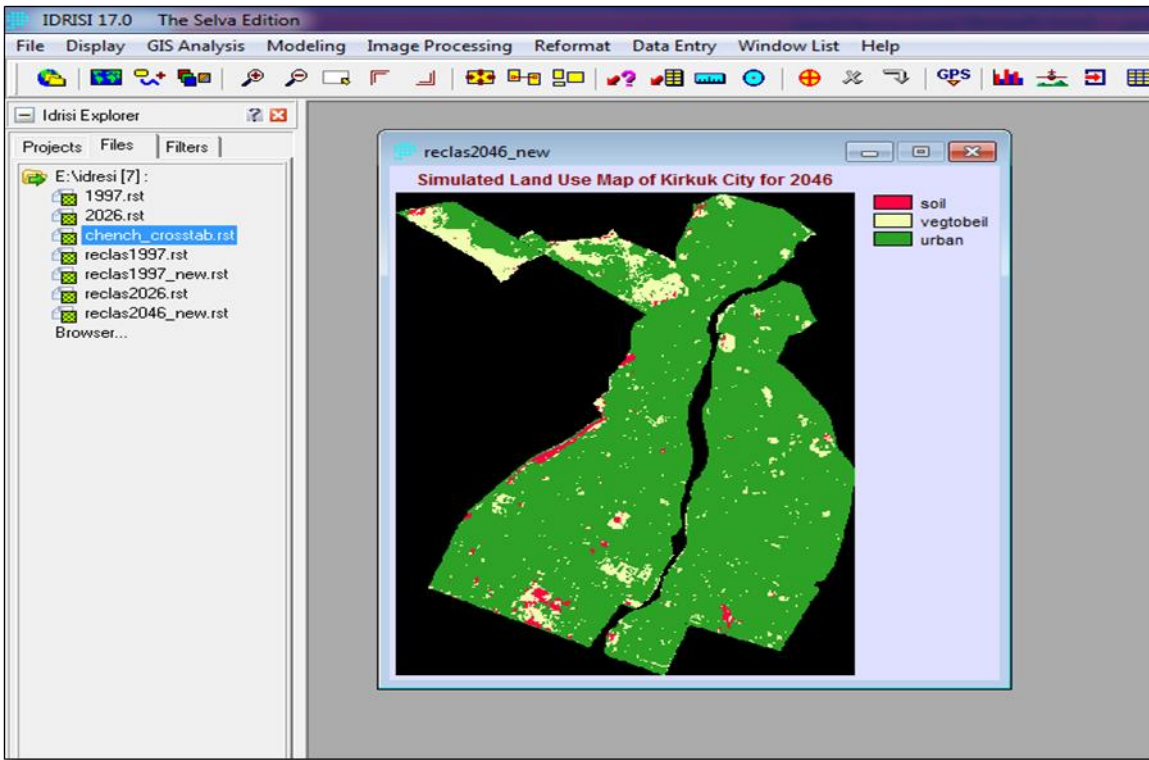 IDRISI 17.0 The Selva Edition
File Display GIS Analysis Modeling Image Processing Reformat Data Entry Window List Help
GPS
Idrisi Explorer
Projects Files Filters
E:\idresi [7] :
1997.rst
2026.rst
chench_crosstab.rst
reclas1997.rst
reclas1997_new.rst
reclas2026.rst
reclas2046_new.rst
Browser...
reclas2046_new
Simulated Land Use Map of Kirkuk City for 2046
soil
vegtobeil
urban